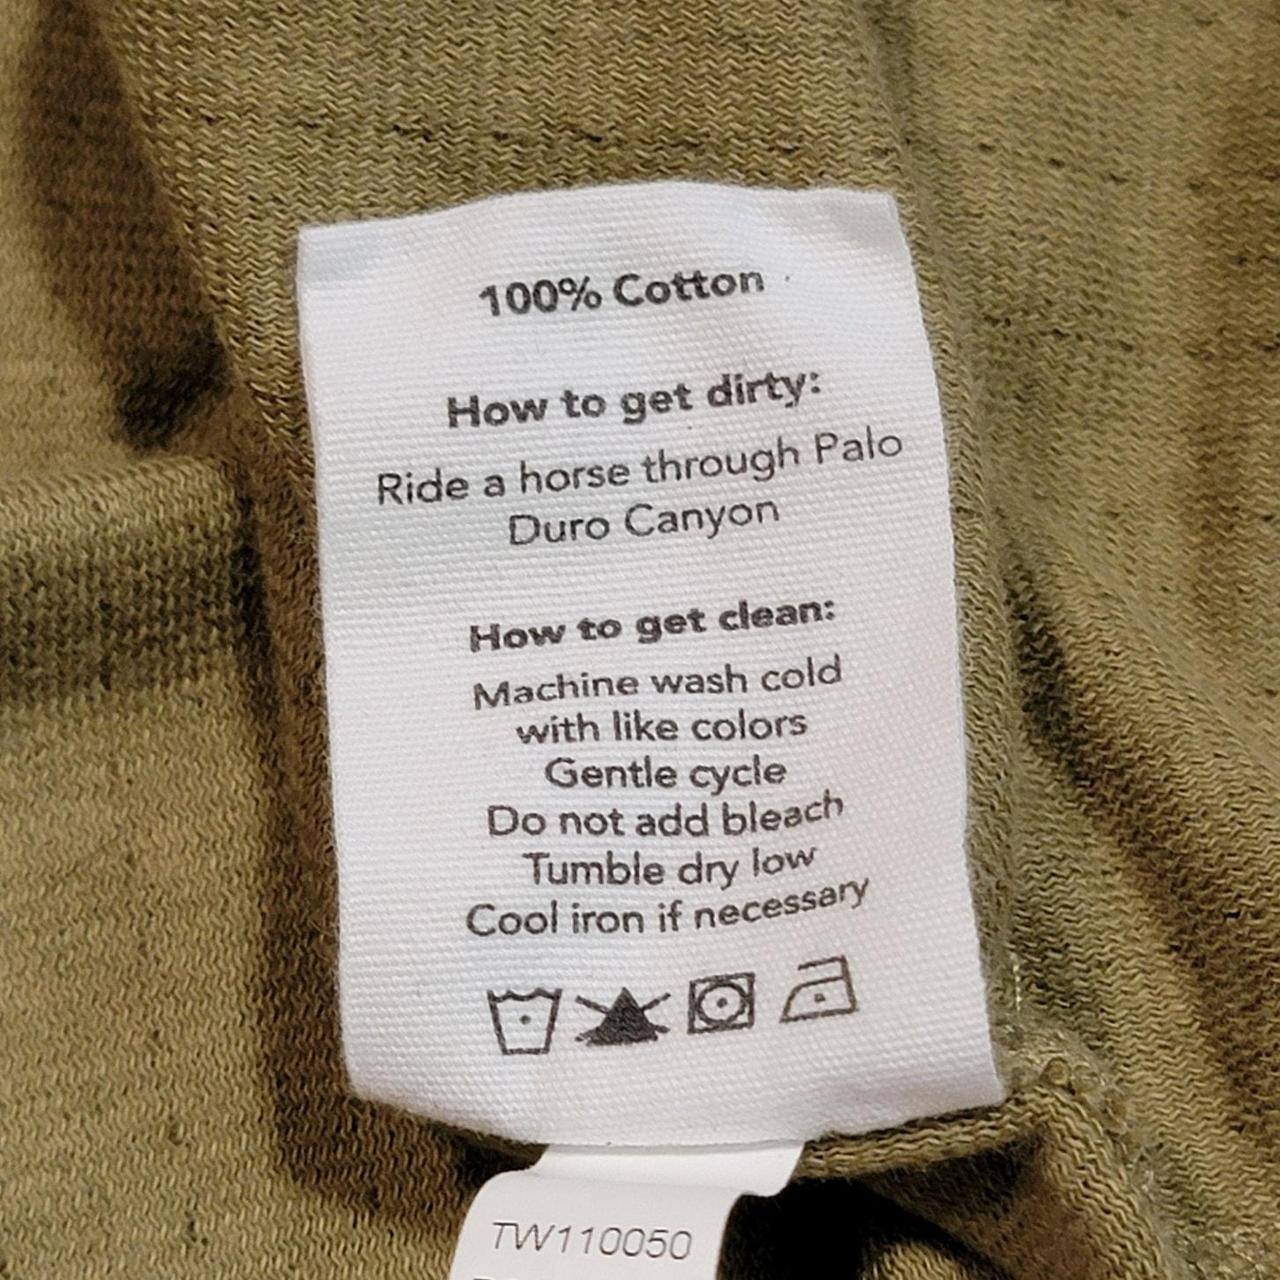 100% Cotton
How to get dirty:
Ride a horse through Palo
Duro Canyon
How to get clean:
Machine wash cold
with like colors
Gentle cycle
Do not add bleach
Tumble dry low
Cool iron if necessary
TW110050